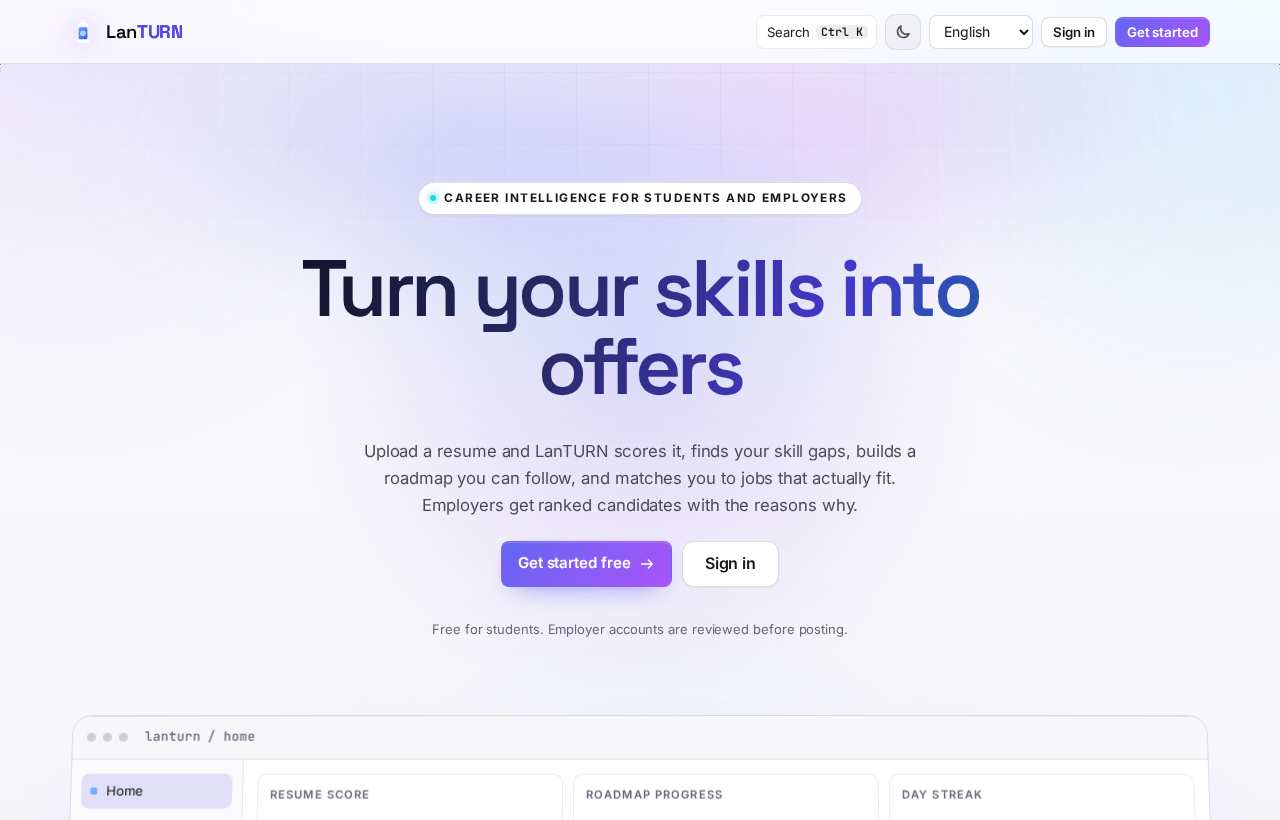 LanTURN
Search Ctrl K
English
Sign in
Get started
CAREER INTELLIGENCE FOR STUDENTS AND EMPLOYERS
Turn your skills into
offers
Upload a resume and LanTURN scores it, finds your skill gaps, builds a
roadmap you can follow, and matches you to jobs that actually fit.
Employers get ranked candidates with the reasons why.
Get started free →
Sign in
Free for students. Employer accounts are reviewed before posting.
lanturn / home
Home
RESUME SCORE
ROADMAP PROGRESS
DAY STREAK